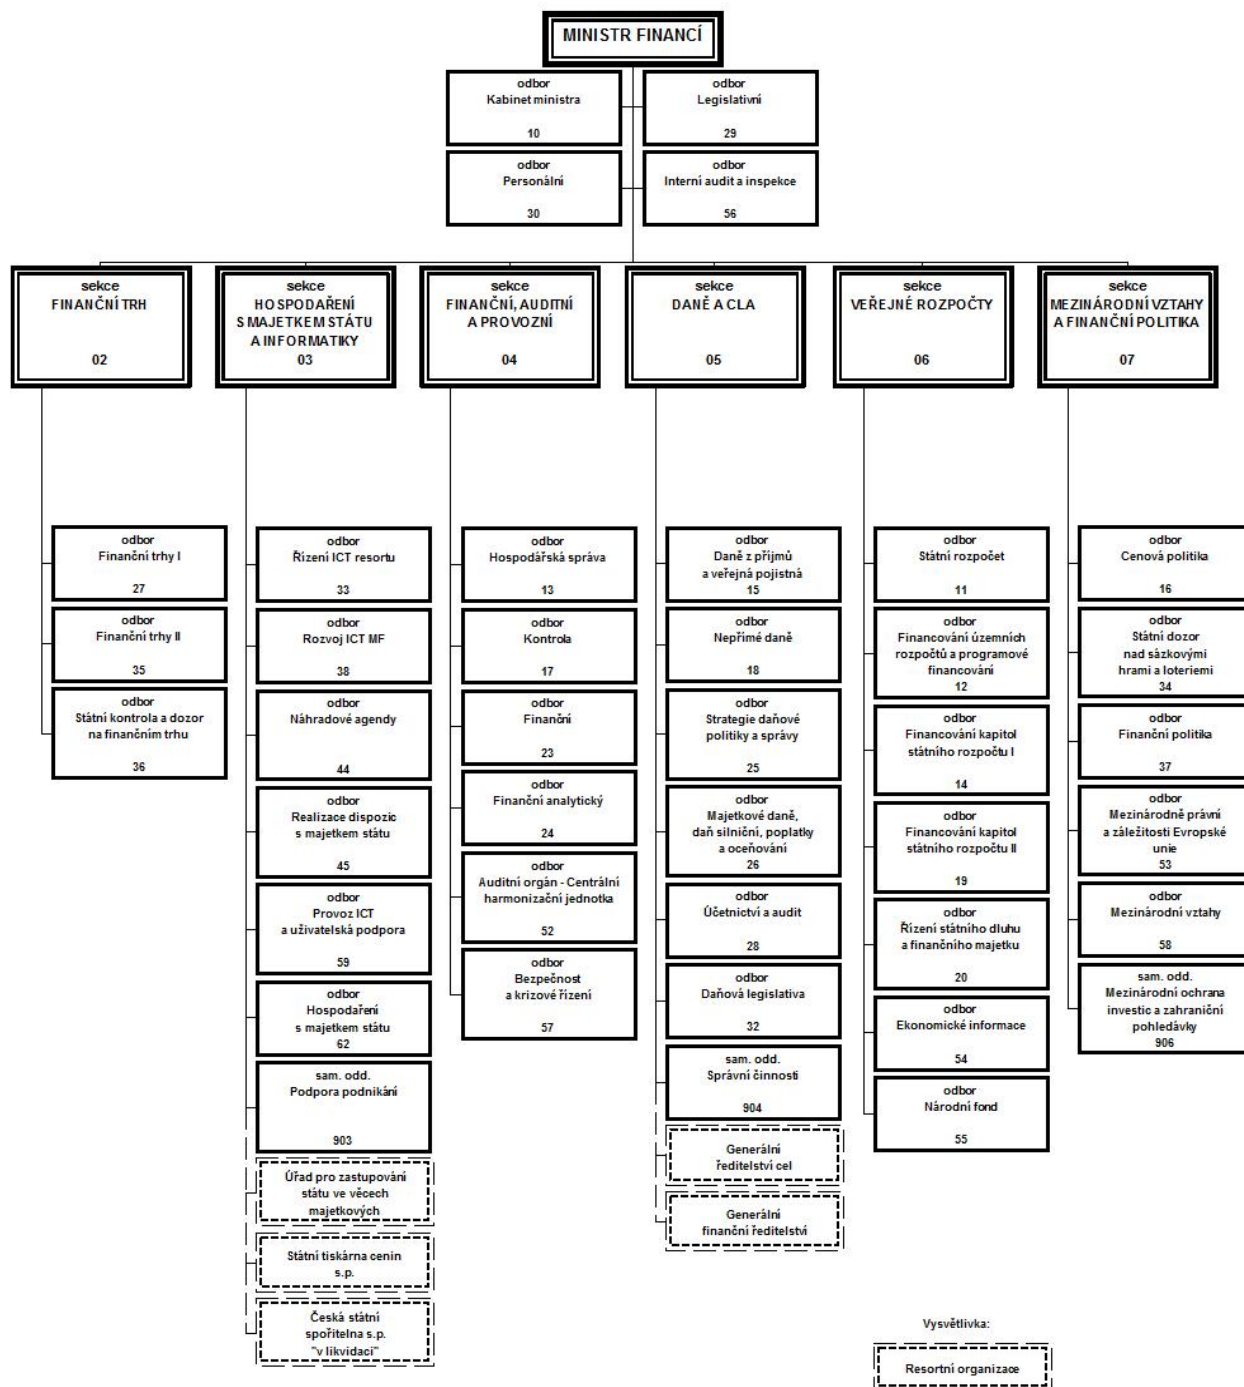 MINISTR FINANCÍ
odbor
Kabinet ministra
10
odbor
Legislativní
29
odbor
Personální
30
odbor
Interní audit a inspekce
56
sekce
FINANČNÍ TRH
02
sekce
HOSPODAŘENÍ
S MAJETKEM STÁTU
A INFORMATIKY
03
sekce
FINANČNÍ, AUDITNÍ
A PROVOZNÍ
04
sekce
DANĚ A CLA
05
sekce
VEŘEJNÉ ROZPOČTY
06
sekce
MEZINÁRODNÍ VZTAHY
A FINANČNÍ POLITIKA
07
odbor
Finanční trhy I
27
odbor
Finanční trhy II
35
odbor
Státní kontrola a dozor
na finančním trhu
36
odbor
Řízení ICT resortu
33
odbor
Rozvoj ICT MF
38
odbor
Náhradové agendy
44
odbor
Realizace dispozic
s majetkem státu
45
odbor
Provoz ICT
a uživatelská podpora
59
odbor
Hospodaření
s majetkem státu
62
sam. odd.
Podpora podnikání
903
Úřad pro zastupování
státu ve věcech
majetkových
Státní tiskárna cenin
s.p.
Česká státní
spořitelna s.p.
"v likvidaci"
odbor
Hospodářská správa
13
odbor
Kontrola
17
odbor
Finanční
23
odbor
Finanční analytický
24
odbor
Auditní orgán - Centrální
harmonizační jednotka
52
odbor
Bezpečnost
a krizové řízení
57
odbor
Daně z příjmů
a veřejná pojistná
15
odbor
Nepřímé daně
18
odbor
Strategie daňové
politiky a správy
25
odbor
Majetkové daně,
daň silniční, poplatky
a oceňování
26
odbor
Účetnictví a audit
28
odbor
Daňová legislativa
32
sam. odd.
Správní činnosti
904
Generální
ředitelství cel
Generální
finanční ředitelství
odbor
Státní rozpočet
11
odbor
Financování územních
rozpočtů a programové
financování
12
odbor
Financování kapitol
státního rozpočtu I
14
odbor
Financování kapitol
státního rozpočtu II
19
odbor
Řízení státního dluhu
a finančního majetku
20
odbor
Ekonomické informace
54
odbor
Národní fond
55
odbor
Cenová politika
16
odbor
Státní dozor
nad sázkovými
hrami a loteriemi
34
odbor
Finanční politika
37
odbor
Mezinárodně právní
a záležitosti Evropské
unie
53
odbor
Mezinárodní vztahy
58
sam. odd.
Mezinárodní ochrana
investic a zahraniční
pohledávky
906
Vysvětlivka:
Resortní organizace